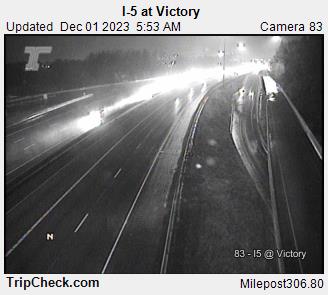 I-5 at Victory
Updated Dec 01 2023 5:53 AM Camera 83
T
N
83 - I5 @ Victory
TripCheck.com Milepost306.80